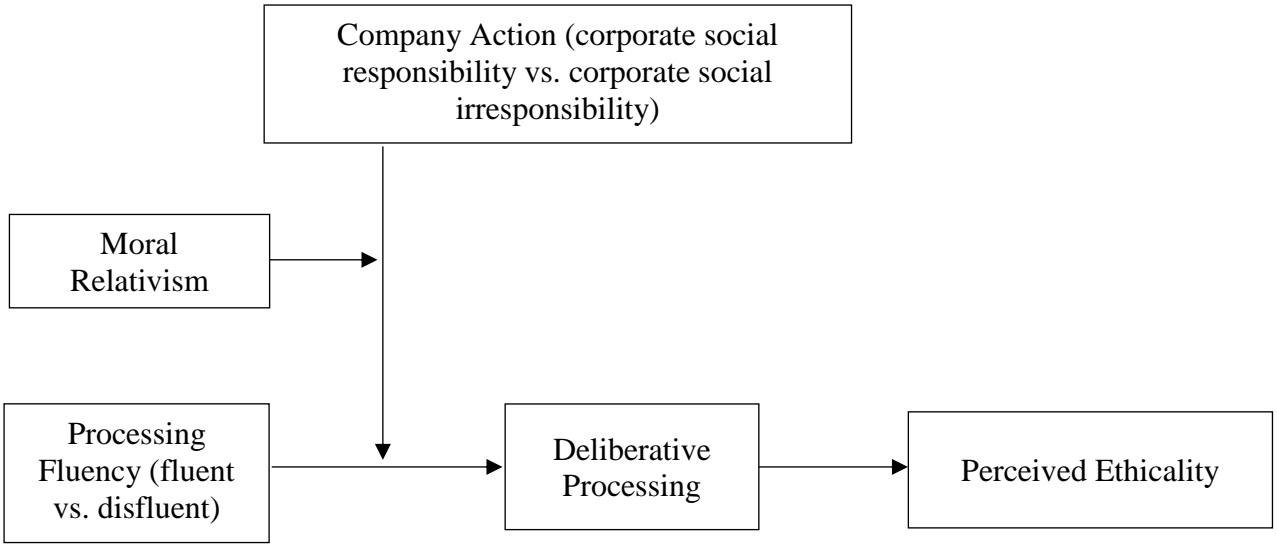 Company Action (corporate social
responsibility vs. corporate social
irresponsibility)
Moral
Relativism
Processing
Fluency (fluent
vs. disfluent)
Deliberative
Processing
Perceived Ethicality